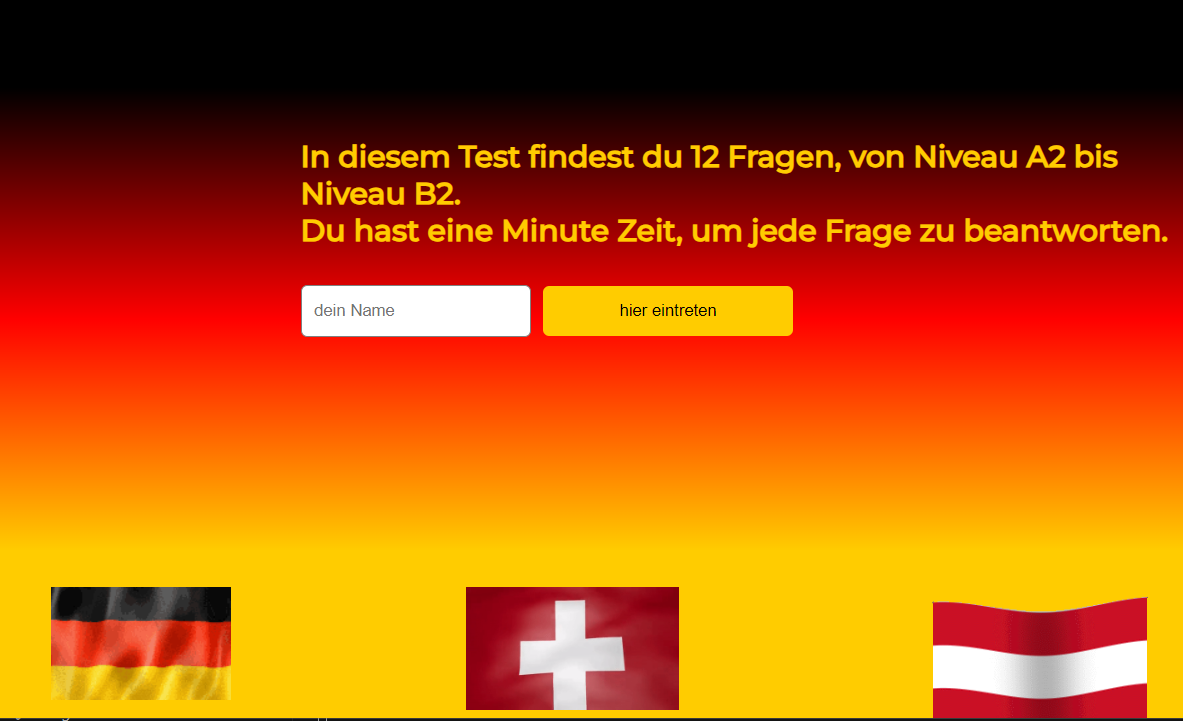 In diesem Test findest du 12 Fragen, von Niveau A2 bis
Niveau B2.
Du hast eine Minute Zeit, um jede Frage zu beantworten.
dein Name
hier eintreten